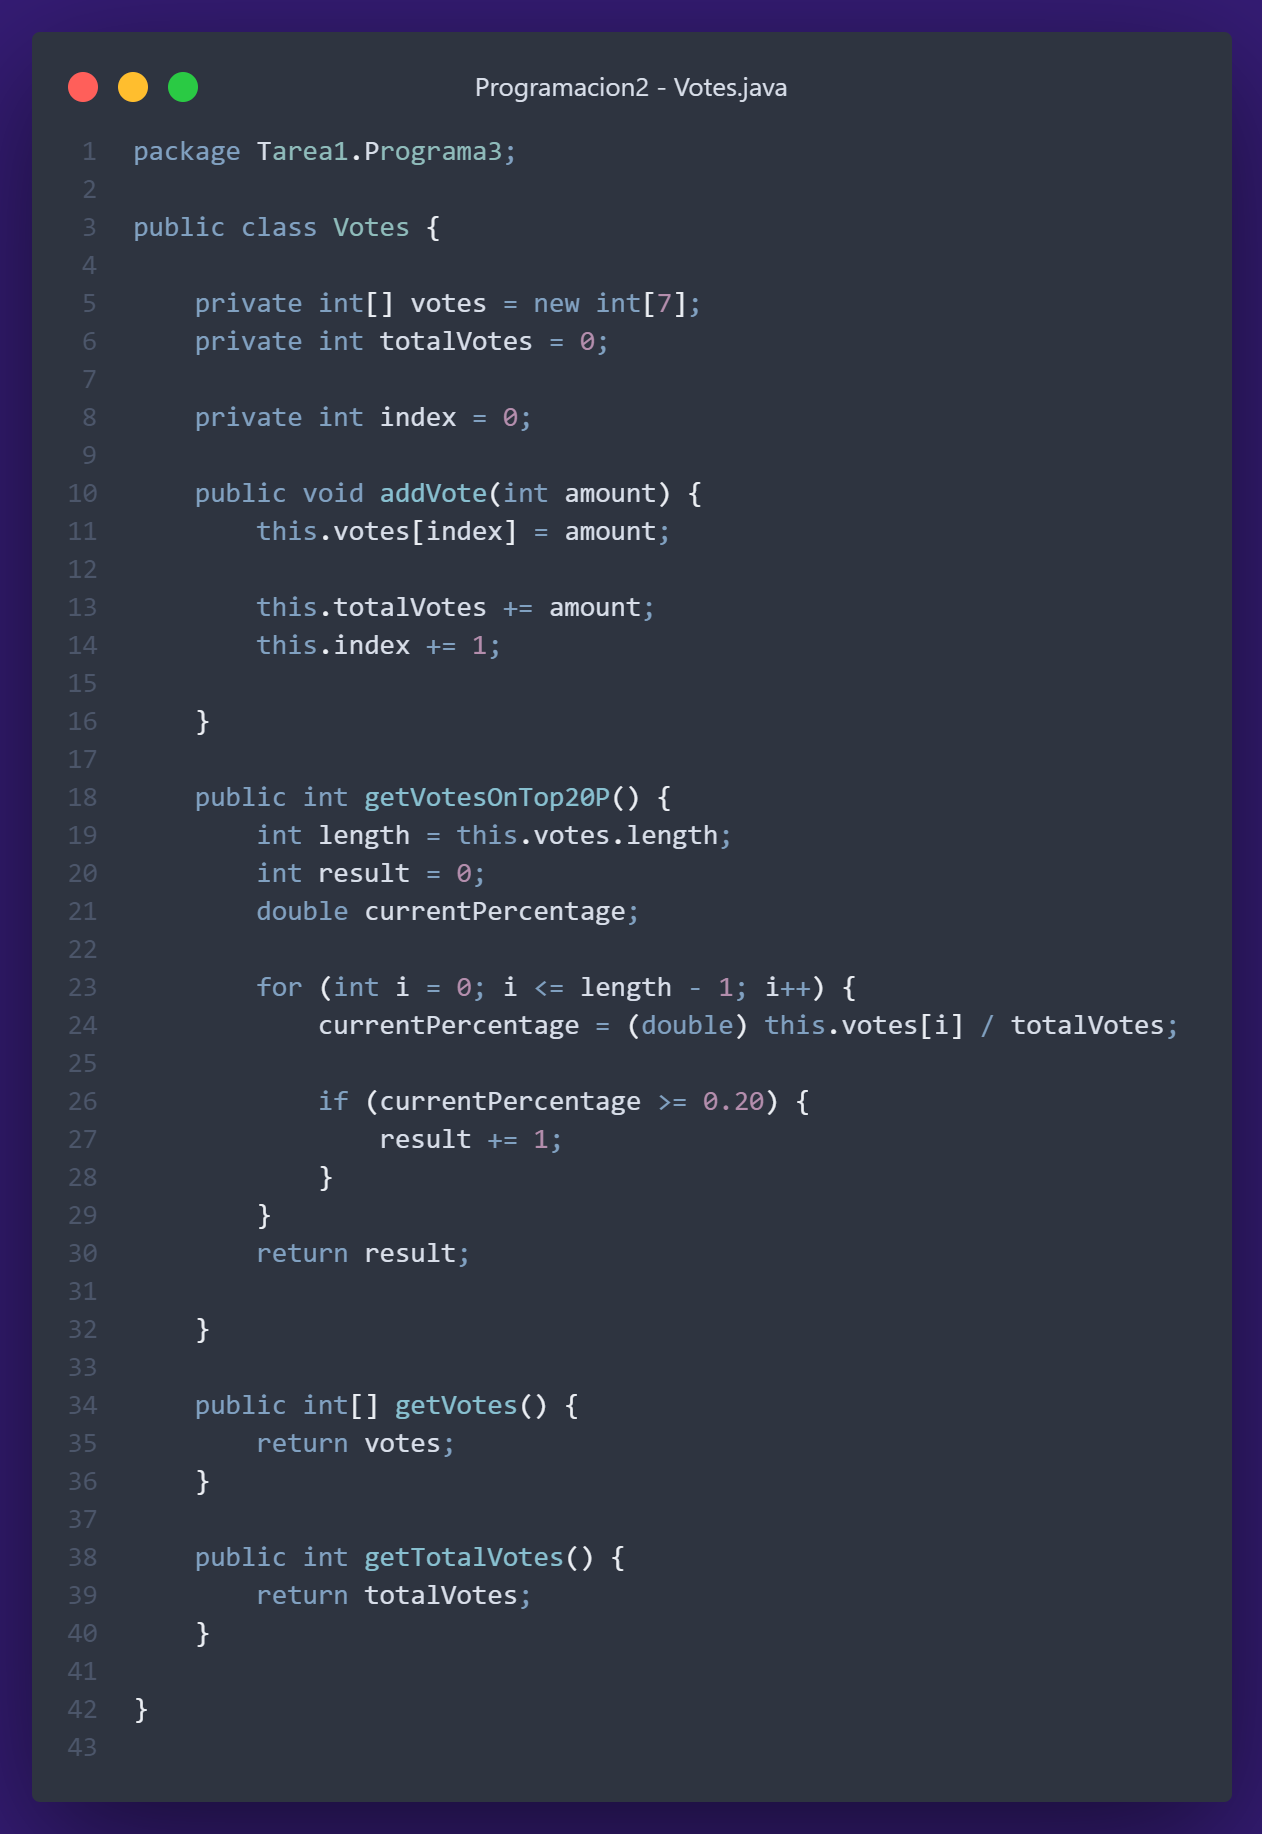 Programacion2 - Votes.java
1 package Tarea1.Programa3;
2
3 public class Votes {
4
5     private int[] votes = new int[7];
6     private int totalVotes = 0;
7
8     private int index = 0;
9
10     public void addVote(int amount) {
11         this.votes[index] = amount;
12
13         this.totalVotes += amount;
14         this.index += 1;
15
16     }
17
18     public int getVotesOnTop20P() {
19         int length = this.votes.length;
20         int result = 0;
21         double currentPercentage;
22
23         for (int i = 0; i <= length - 1; i++) {
24             currentPercentage = (double) this.votes[i] / totalVotes;
25
26             if (currentPercentage >= 0.20) {
27                 result += 1;
28             }
29         }
30         return result;
31
32     }
33
34     public int[] getVotes() {
35         return votes;
36     }
37
38     public int getTotalVotes() {
39         return totalVotes;
40     }
41
42 }
43